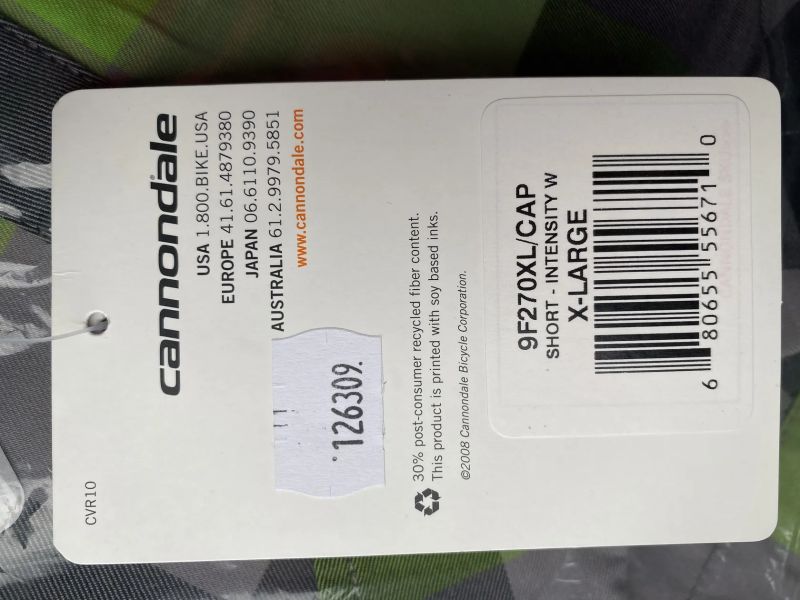 cannondale
USA 1.800.BIKE.USA
EUROPE 41.61.4879380
JAPAN 06.6110.9390
AUSTRALIA 61.2.9979.5851
www.cannondale.com
126309.
30% post-consumer recycled fiber content.
This product is printed with soy based inks.
©2008 Cannondale Bicycle Corporation.
9F270XL/CAP
SHORT - INTENSITY W
X-LARGE
6 80655 55671 0
CVR10